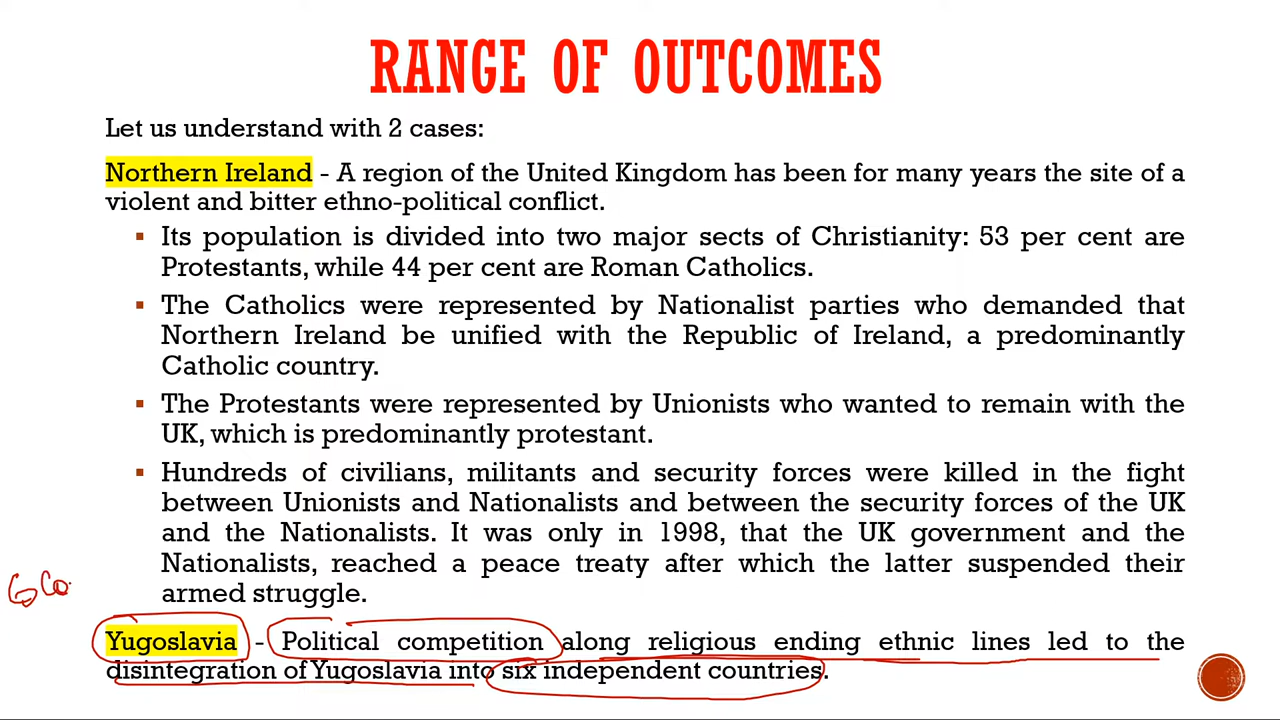 RANGE OF OUTCOMES
Let us understand with 2 cases:
Northern Ireland - A region of the United Kingdom has been for many years the site of a
violent and bitter ethno-political conflict.
▪ Its population is divided into two major sects of Christianity: 53 per cent are
Protestants, while 44 per cent are Roman Catholics.
▪ The Catholics were represented by Nationalist parties who demanded that
Northern Ireland be unified with the Republic of Ireland, a predominantly
Catholic country.
▪ The Protestants were represented by Unionists who wanted to remain with the
UK, which is predominantly protestant.
▪ Hundreds of civilians, militants and security forces were killed in the fight
between Unionists and Nationalists and between the security forces of the UK
and the Nationalists. It was only in 1998, that the UK government and the
Nationalists, reached a peace treaty after which the latter suspended their
armed struggle.
Yugoslavia - Political competition along religious ending ethnic lines led to the
disintegration of Yugoslavia into six independent countries.